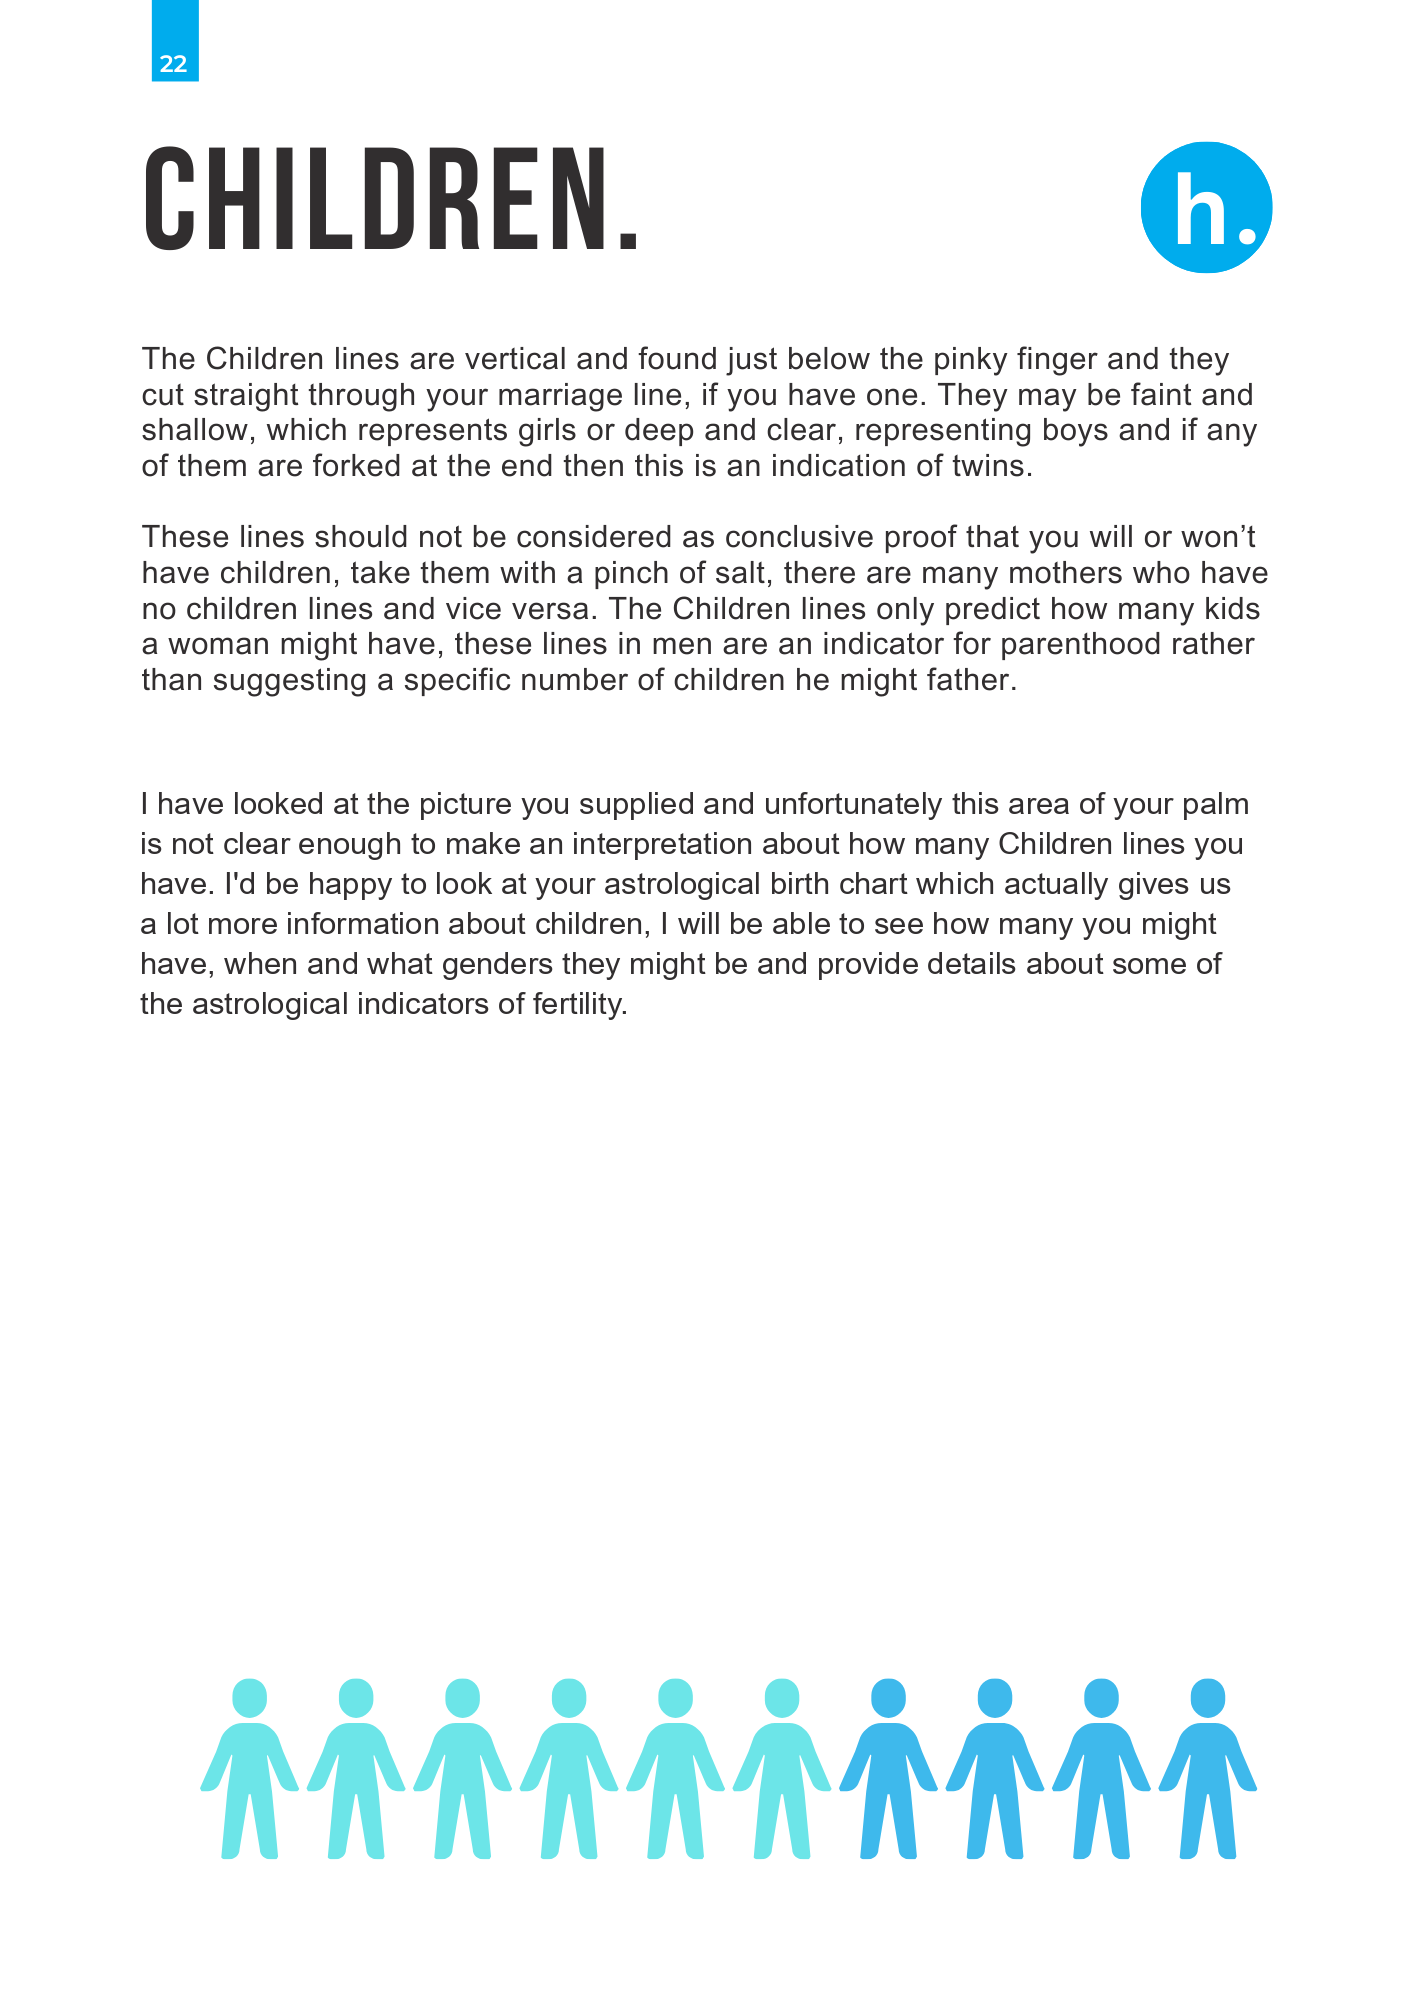 22
CHILDREN.
h.
The Children lines are vertical and found just below the pinky finger and they
cut straight through your marriage line, if you have one. They may be faint and
shallow, which represents girls or deep and clear, representing boys and if any
of them are forked at the end then this is an indication of twins.
These lines should not be considered as conclusive proof that you will or won’t
have children, take them with a pinch of salt, there are many mothers who have
no children lines and vice versa. The Children lines only predict how many kids
a woman might have, these lines in men are an indicator for parenthood rather
than suggesting a specific number of children he might father.
I have looked at the picture you supplied and unfortunately this area of your palm
is not clear enough to make an interpretation about how many Children lines you
have. I'd be happy to look at your astrological birth chart which actually gives us
a lot more information about children, I will be able to see how many you might
have, when and what genders they might be and provide details about some of
the astrological indicators of fertility.